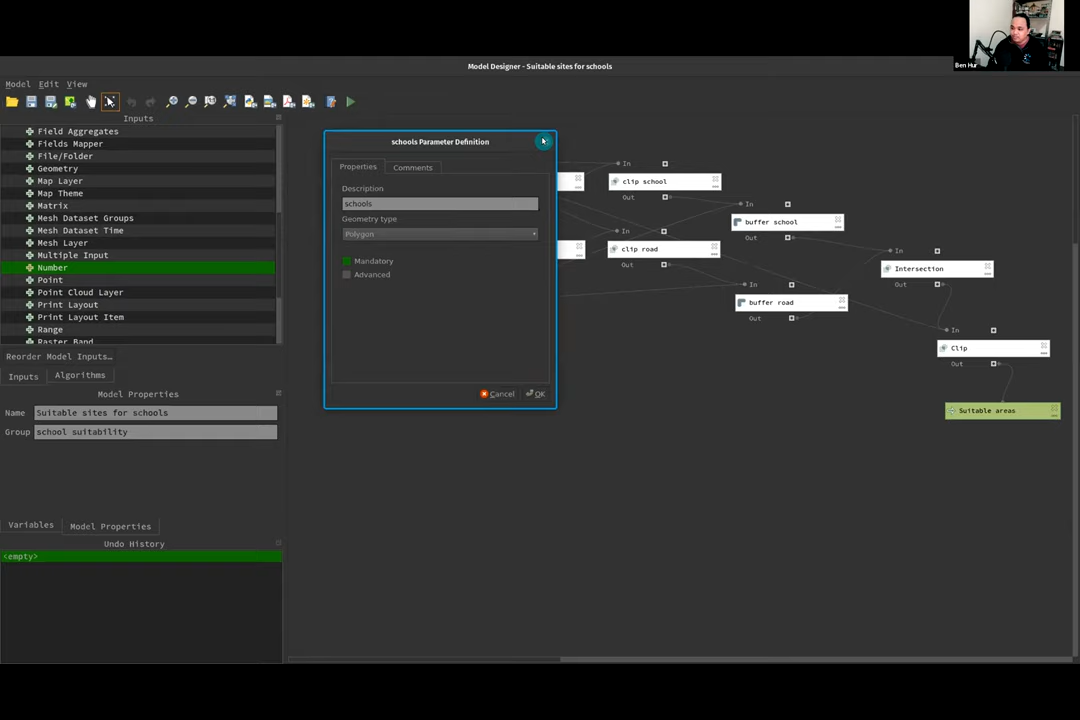 Ben Hur
Model Designer - Suitable sites for schools
Model Edit View
Inputs
Field Aggregates
Fields Mapper
File/Folder
Geometry
Map Layer
Map Theme
Matrix
Mesh Dataset Groups
Mesh Dataset Time
Mesh Layer
Multiple Input
Number
Point
Point Cloud Layer
Print Layout
Print Layout Item
Range
Raster Band
Reorder Model Inputs...
Inputs Algorithms
Model Properties
Name Suitable sites for schools
Group school suitability
Variables Model Properties
Undo History
<empty>
schools Parameter Definition
Properties Comments
Description
schools
Geometry type
Polygon
Mandatory
Advanced
Cancel OK
In
clip school
Out
In
buffer school
Out
In
clip road
Out
In
Intersection
Out
In
buffer road
Out
In
Clip
Out
Suitable areas